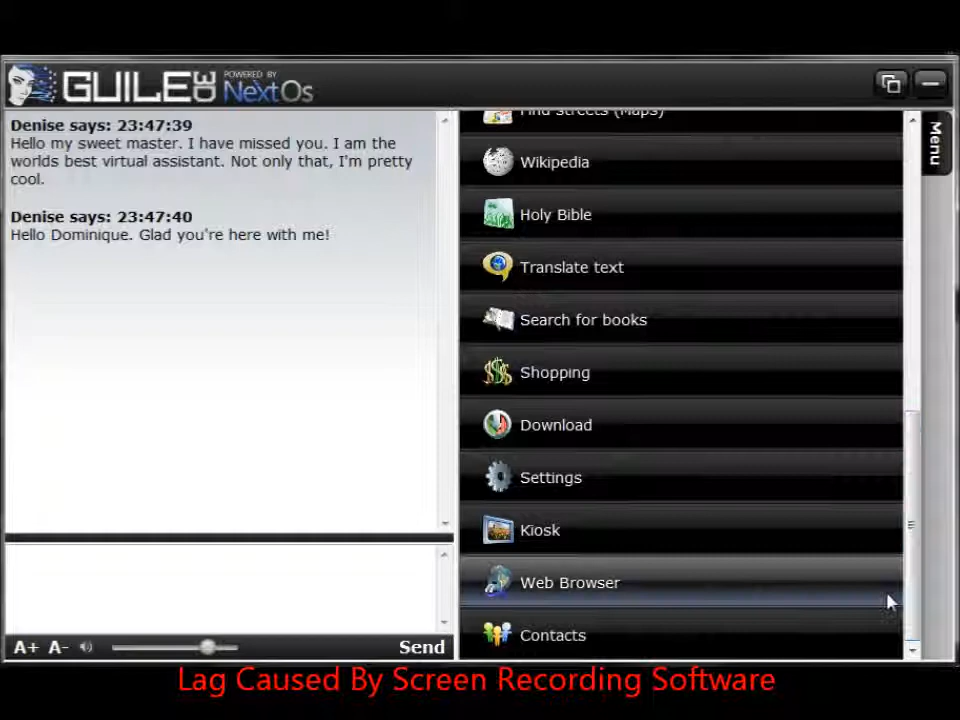 GUILE 3D POWERED BY NextOs
Denise says: 23:47:39
Hello my sweet master. I have missed you. I am the
worlds best virtual assistant. Not only that, I'm pretty
cool.
Denise says: 23:47:40
Hello Dominique. Glad you're here with me!
A+ A-
Send
Find streets (Maps)
Wikipedia
Holy Bible
Translate text
Search for books
Shopping
Download
Settings
Kiosk
Web Browser
Contacts
Menu
Lag Caused By Screen Recording Software